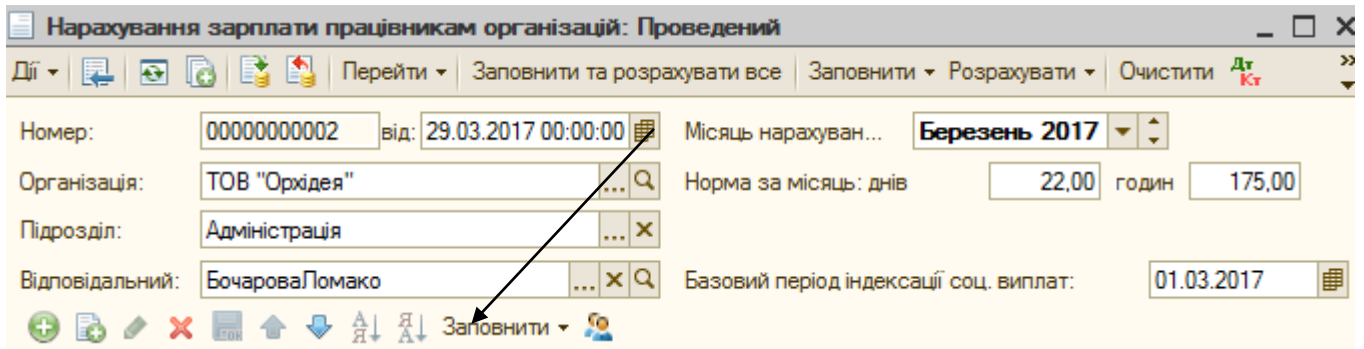 Нарахування зарплати працівникам організацій: Проведений
Дії Перейти Заповнити та розрахувати все Заповнити Розрахувати Очистити Дт Кт
Номер: 00000000002 від: 29.03.2017 00:00:00 Місяць нарахуван... Березень 2017
Організація: ТОВ "Орхідея" ... Норма за місяць: днів 22,00 годин 175,00
Підрозділ: Адміністрація ...
Відповідальний: БочароваЛомако ... Базовий період індексації соц. виплат: 01.03.2017
Заповнити